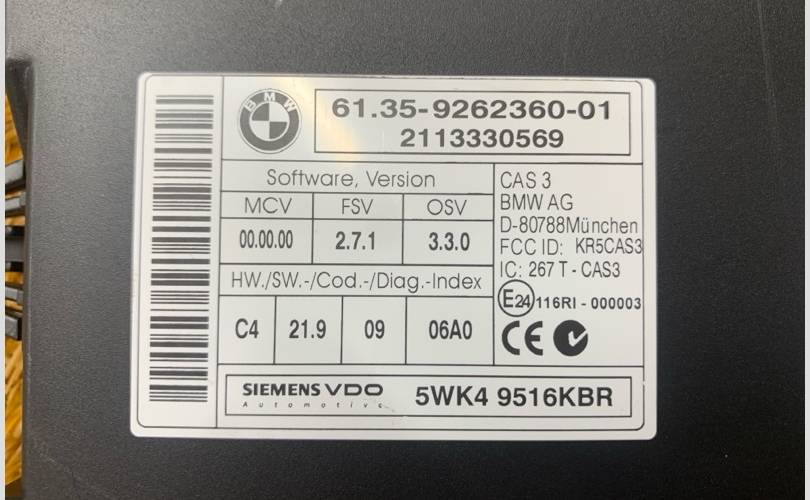 BMW
61.35-9262360-01
2113330569
Software, Version
MCV FSV OSV
00.00.00 2.7.1 3.3.0
HW./SW.-/Cod.-/Diag.-Index
C4 21.9 09 06A0
CAS 3
BMW AG
D-80788München
FCC ID: KR5CAS3
IC: 267 T - CAS3
E24 116RI - 000003
CE
SIEMENS VDO
Automotive
5WK4 9516KBR